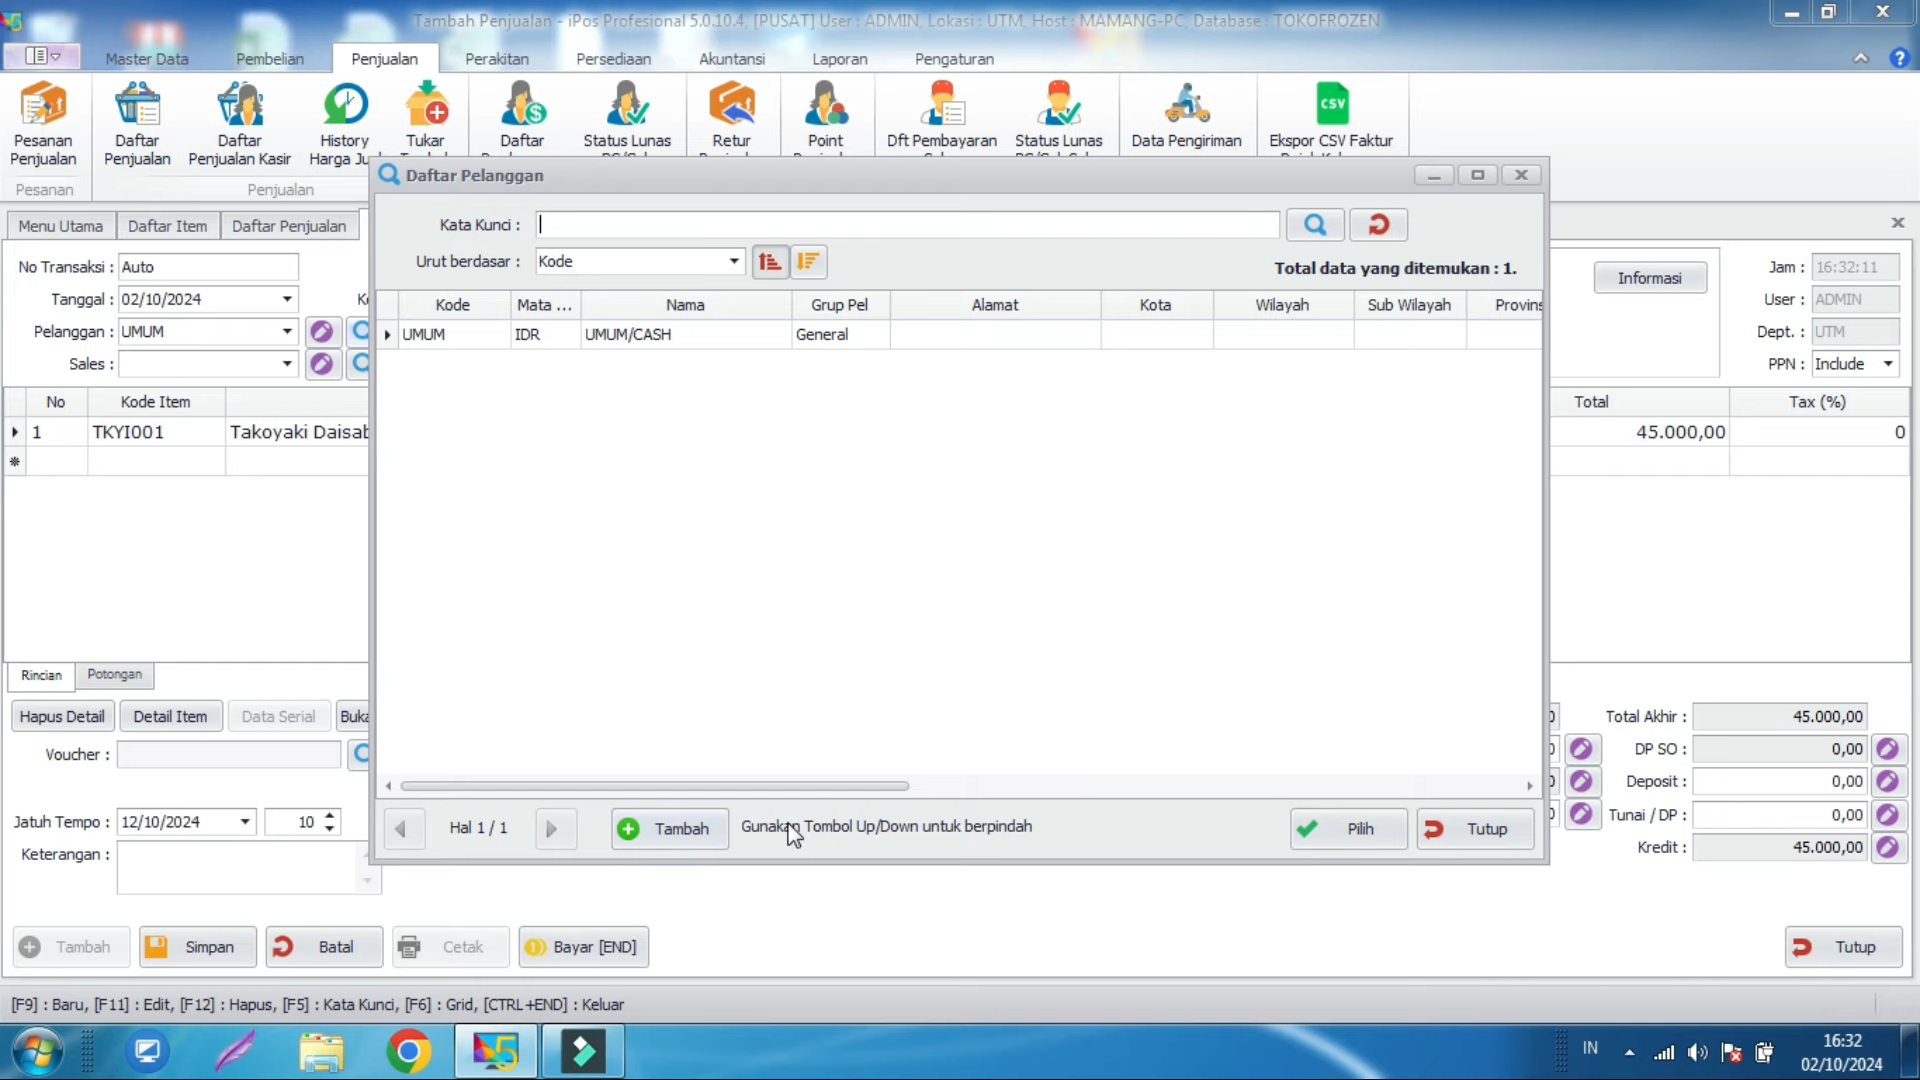 Tambah Penjualan - iPos Profesional 5.0.10.4, [PUSAT] User : ADMIN, Lokasi : UTM, Host : MAMANG-PC, Database : TOKOFROZEN
Master Data Pembelian Penjualan Perakitan Persediaan Akuntansi Laporan Pengaturan
Pesanan Penjualan
Daftar Penjualan
Daftar Penjualan Kasir
History
Tukar
Daftar
Status Lunas
Retur
Point
Dft Pembayaran
Status Lunas
Data Pengiriman
CSV
Ekspor CSV Faktur
Pesanan Penjualan
Daftar Pelanggan
Menu Utama Daftar Item Daftar Penjualan
Kata Kunci :
Urut berdasar : Kode
Total data yang ditemukan : 1.
Kode Mata ... Nama Grup Pel Alamat Kota Wilayah Sub Wilayah
UMUM IDR UMUM/CASH General
Hal 1 / 1 Tambah Gunakan Tombol Up/Down untuk berpindah Pilih Tutup
No Transaksi : Auto
Tanggal : 02/10/2024
Pelanggan : UMUM
Sales :
Informasi
Jam : 16:32:11
User : ADMIN
Dept. : UTM
PPN : Include
No Kode Item Total Tax (%)
1 TKYI001 Takoyaki 45.000,00 0
Rincian Potongan
Hapus Detail Detail Item Data Serial
Voucher :
Jatuh Tempo : 12/10/2024 10
Keterangan :
Total Akhir : 45.000,00
DP SO : 0,00
Deposit : 0,00
Tunai / DP : 0,00
Kredit : 45.000,00
Tambah Simpan Batal Cetak Bayar [END] Tutup
[F9] : Baru, [F11] : Edit, [F12] : Hapus, [F5] : Kata Kunci, [F6] : Grid, [CTRL+END] : Keluar
5
IN
16:32
02/10/2024